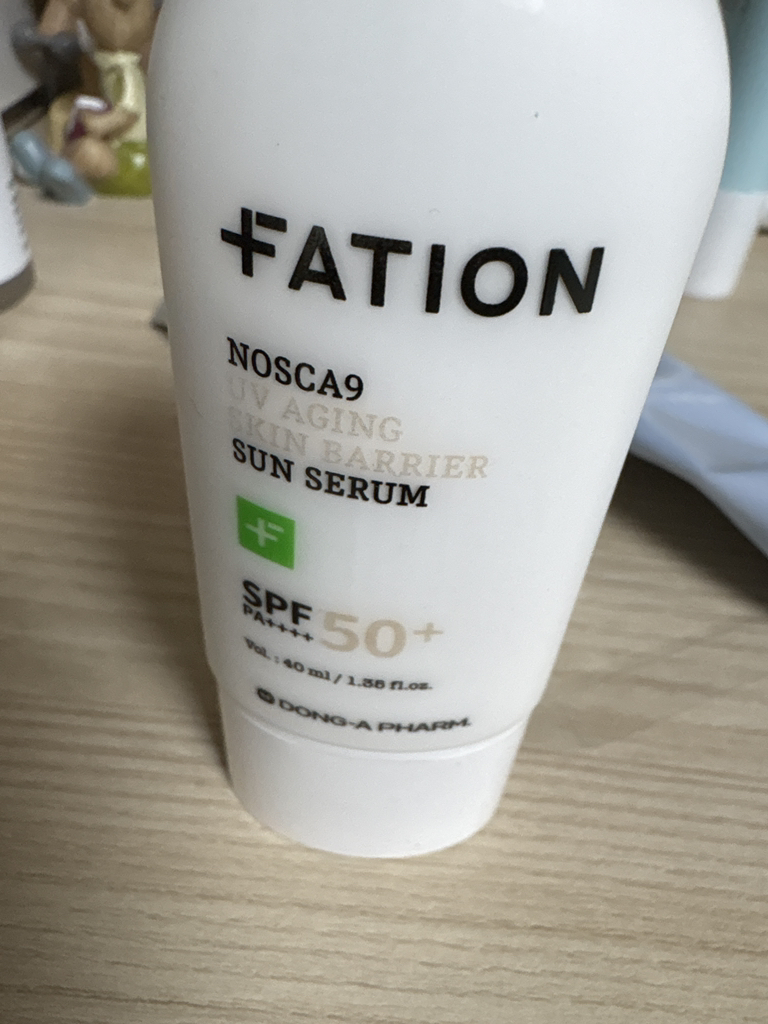 FATION
NOSCA9
UV AGING
SKIN BARRIER
SUN SERUM
SPF 50+
PA++++
Vol. : 40 ml / 1.35 fl.oz.
DONG-A PHARM.